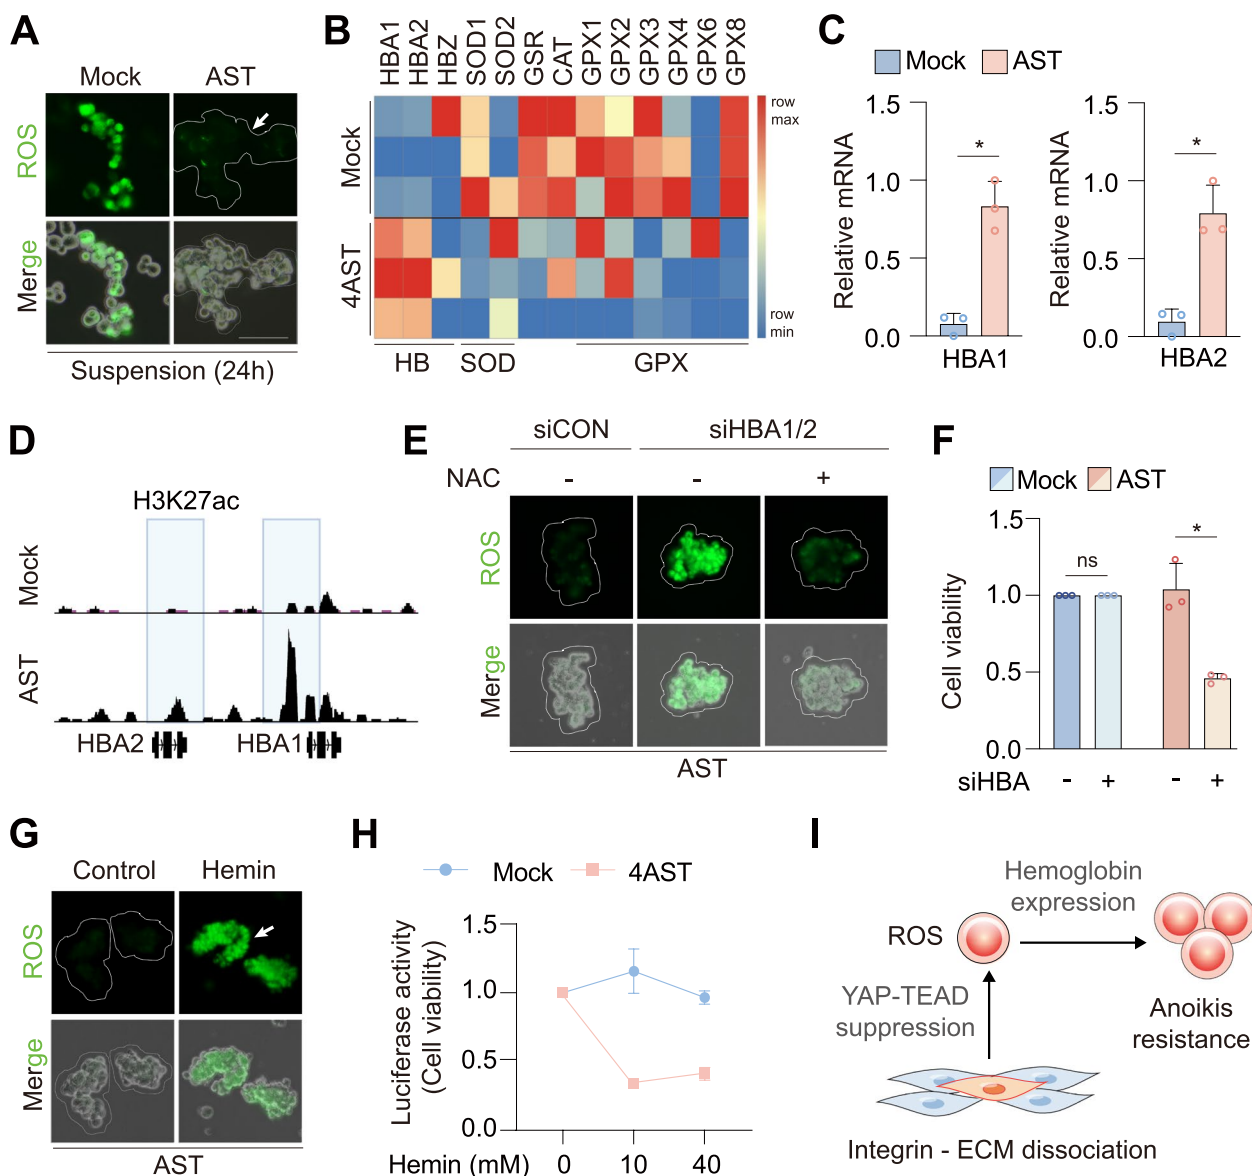 A
Mock
AST
ROS
Merge
Suspension (24h)
B
HBA1
HBA2
HBZ
SOD1
SOD2
GSR
CAT
GPX1
GPX2
GPX3
GPX4
GPX6
GPX8
Mock
4AST
row
max
row
min
HB
SOD
GPX
C
Mock
AST
Relative mRNA
1.5
1.0
0.5
0.0
*
HBA1
Relative mRNA
1.5
1.0
0.5
0.0
*
HBA2
D
H3K27ac
Mock
AST
HBA2
HBA1
E
siCON
siHBA1/2
NAC
-
-
+
ROS
Merge
AST
F
Mock
AST
Cell viability
1.5
1.0
0.5
0.0
ns
*
siHBA
-
+
-
+
G
Control
Hemin
ROS
Merge
AST
H
Mock
4AST
Luciferase activity
(Cell viability)
1.5
1.0
0.5
0.0
Hemin (mM)
0
10
40
I
Hemoglobin
expression
ROS
YAP-TEAD
suppression
Anoikis
resistance
Integrin - ECM dissociation